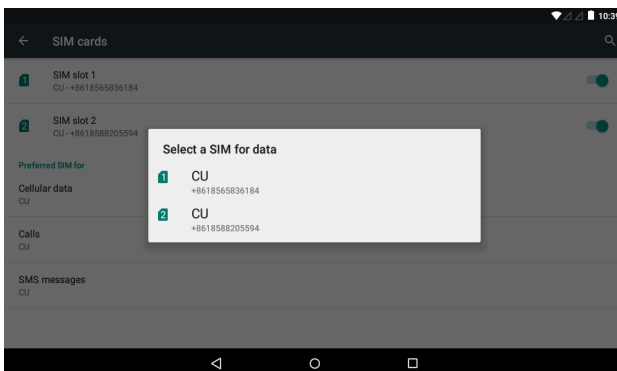 10:39
SIM cards
1
SIM slot 1
CU - +8618565836184
2
SIM slot 2
CU - +8618588205594
Preferred SIM for
Cellular data
CU
Calls
CU
SMS messages
CU
Select a SIM for data
1
CU
+8618565836184
2
CU
+8618588205594